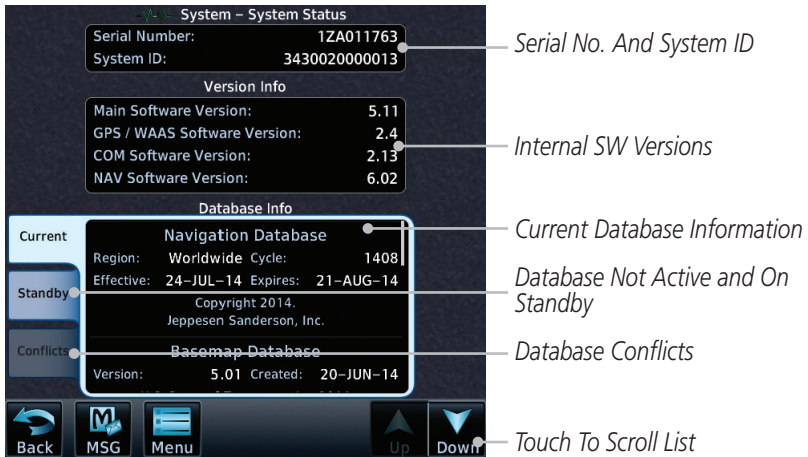 System – System Status
Serial Number: 1ZA011763
System ID: 3430020000013
Serial No. And System ID
Version Info
Main Software Version: 5.11
GPS / WAAS Software Version: 2.4
COM Software Version: 2.13
NAV Software Version: 6.02
Internal SW Versions
Database Info
Current
Navigation Database
Current Database Information
Region: Worldwide Cycle: 1408
Effective: 24–JUL–14 Expires: 21–AUG–14
Standby
Database Not Active and On
Standby
Copyright 2014.
Jeppesen Sanderson, Inc.
Conflicts
Basemap Database
Database Conflicts
Version: 5.01 Created: 20–JUN–14
Back
MSG
Menu
Up
Down
Touch To Scroll List